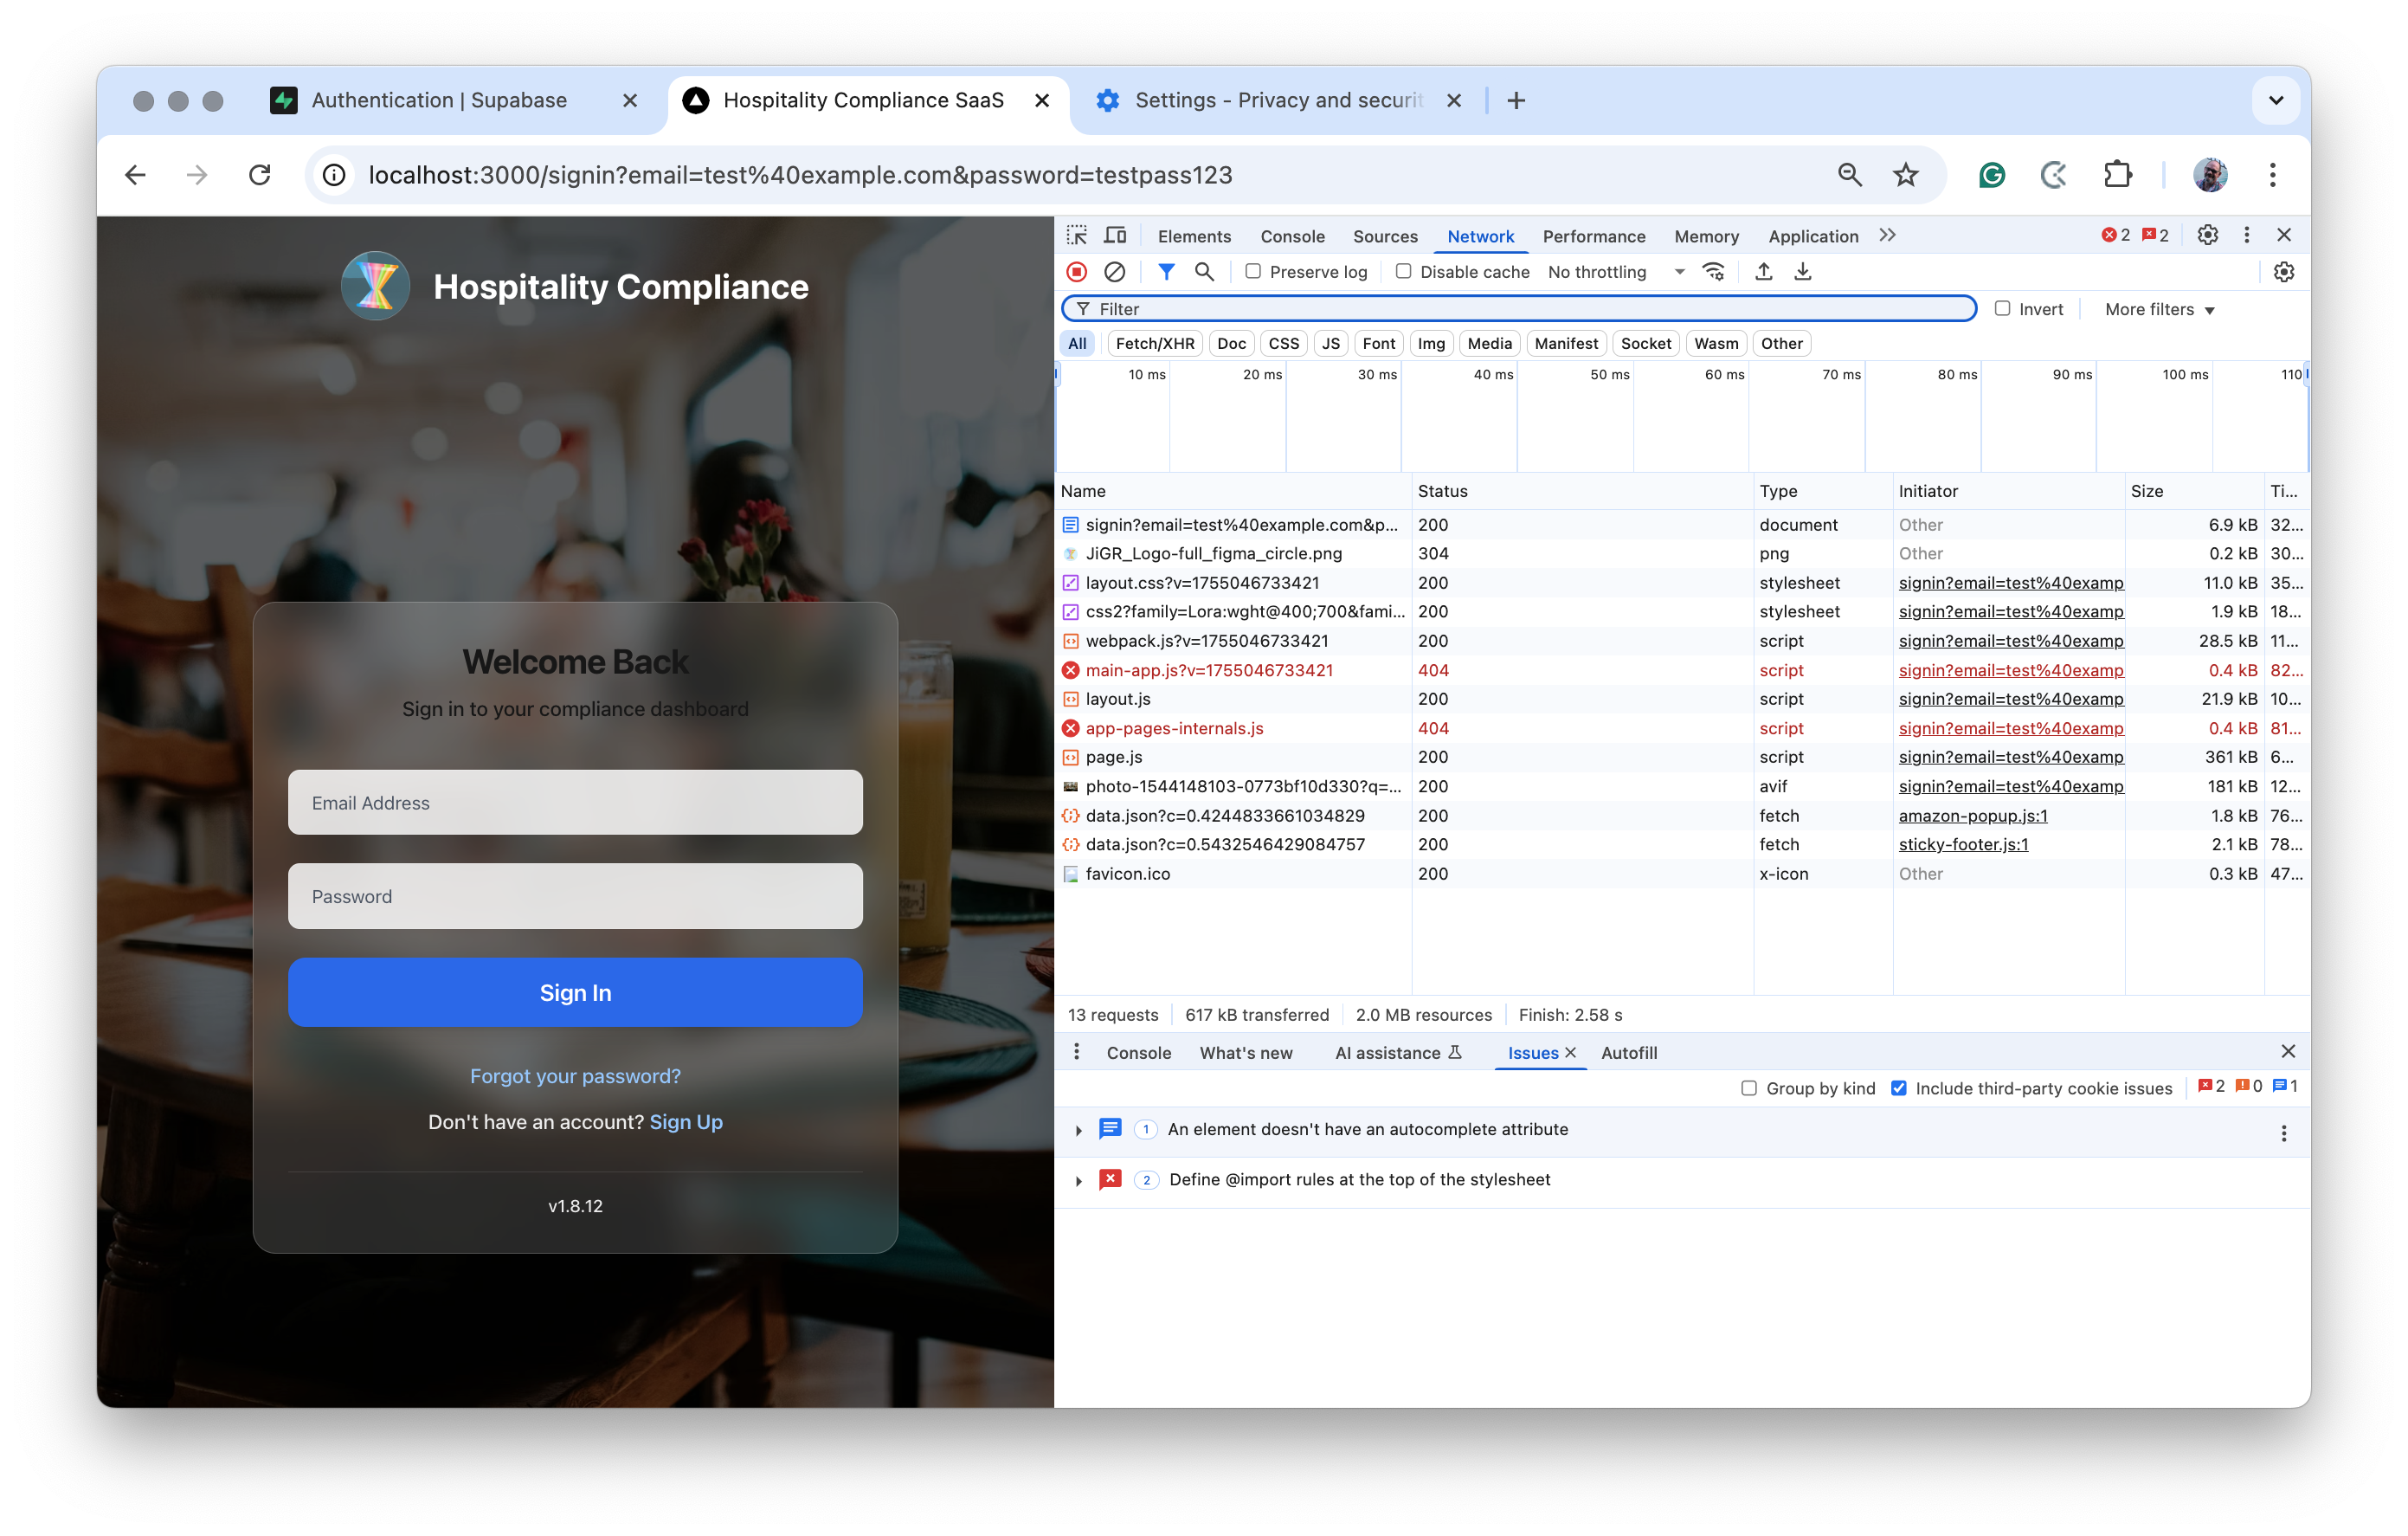 Authentication | Supabase
Hospitality Compliance SaaS
Settings - Privacy and securit
localhost:3000/signin?email=test%40example.com&password=testpass123
Hospitality Compliance
Welcome Back
Sign in to your compliance dashboard
Email Address
Password
Sign In
Forgot your password?
Don't have an account? Sign Up
v1.8.12
Elements Console Sources Network Performance Memory Application 2 2
Preserve log Disable cache No throttling
Filter Invert More filters
All Fetch/XHR Doc CSS JS Font Img Media Manifest Socket Wasm Other
10 ms 20 ms 30 ms 40 ms 50 ms 60 ms 70 ms 80 ms 90 ms 100 ms 110
Name Status Type Initiator Size Ti...
signin?email=test%40example.com&p... 200 document Other 6.9 kB 32...
JiGR_Logo-full_figma_circle.png 304 png Other 0.2 kB 30...
layout.css?v=1755046733421 200 stylesheet signin?email=test%40examp 11.0 kB 35...
css2?family=Lora:wght@400;700&fami... 200 stylesheet signin?email=test%40examp 1.9 kB 18...
webpack.js?v=1755046733421 200 script signin?email=test%40examp 28.5 kB 11...
main-app.js?v=1755046733421 404 script signin?email=test%40examp 0.4 kB 82...
layout.js 200 script signin?email=test%40examp 21.9 kB 10...
app-pages-internals.js 404 script signin?email=test%40examp 0.4 kB 81...
page.js 200 script signin?email=test%40examp 361 kB 6...
photo-1544148103-0773bf10d330?q=... 200 avif signin?email=test%40examp 181 kB 12...
data.json?c=0.4244833661034829 200 fetch amazon-popup.js:1 1.8 kB 76...
data.json?c=0.5432546429084757 200 fetch sticky-footer.js:1 2.1 kB 78...
favicon.ico 200 x-icon Other 0.3 kB 47...
13 requests 617 kB transferred 2.0 MB resources Finish: 2.58 s
Console What's new AI assistance Issues Autofill
Group by kind Include third-party cookie issues 2 0 1
1 An element doesn't have an autocomplete attribute
2 Define @import rules at the top of the stylesheet